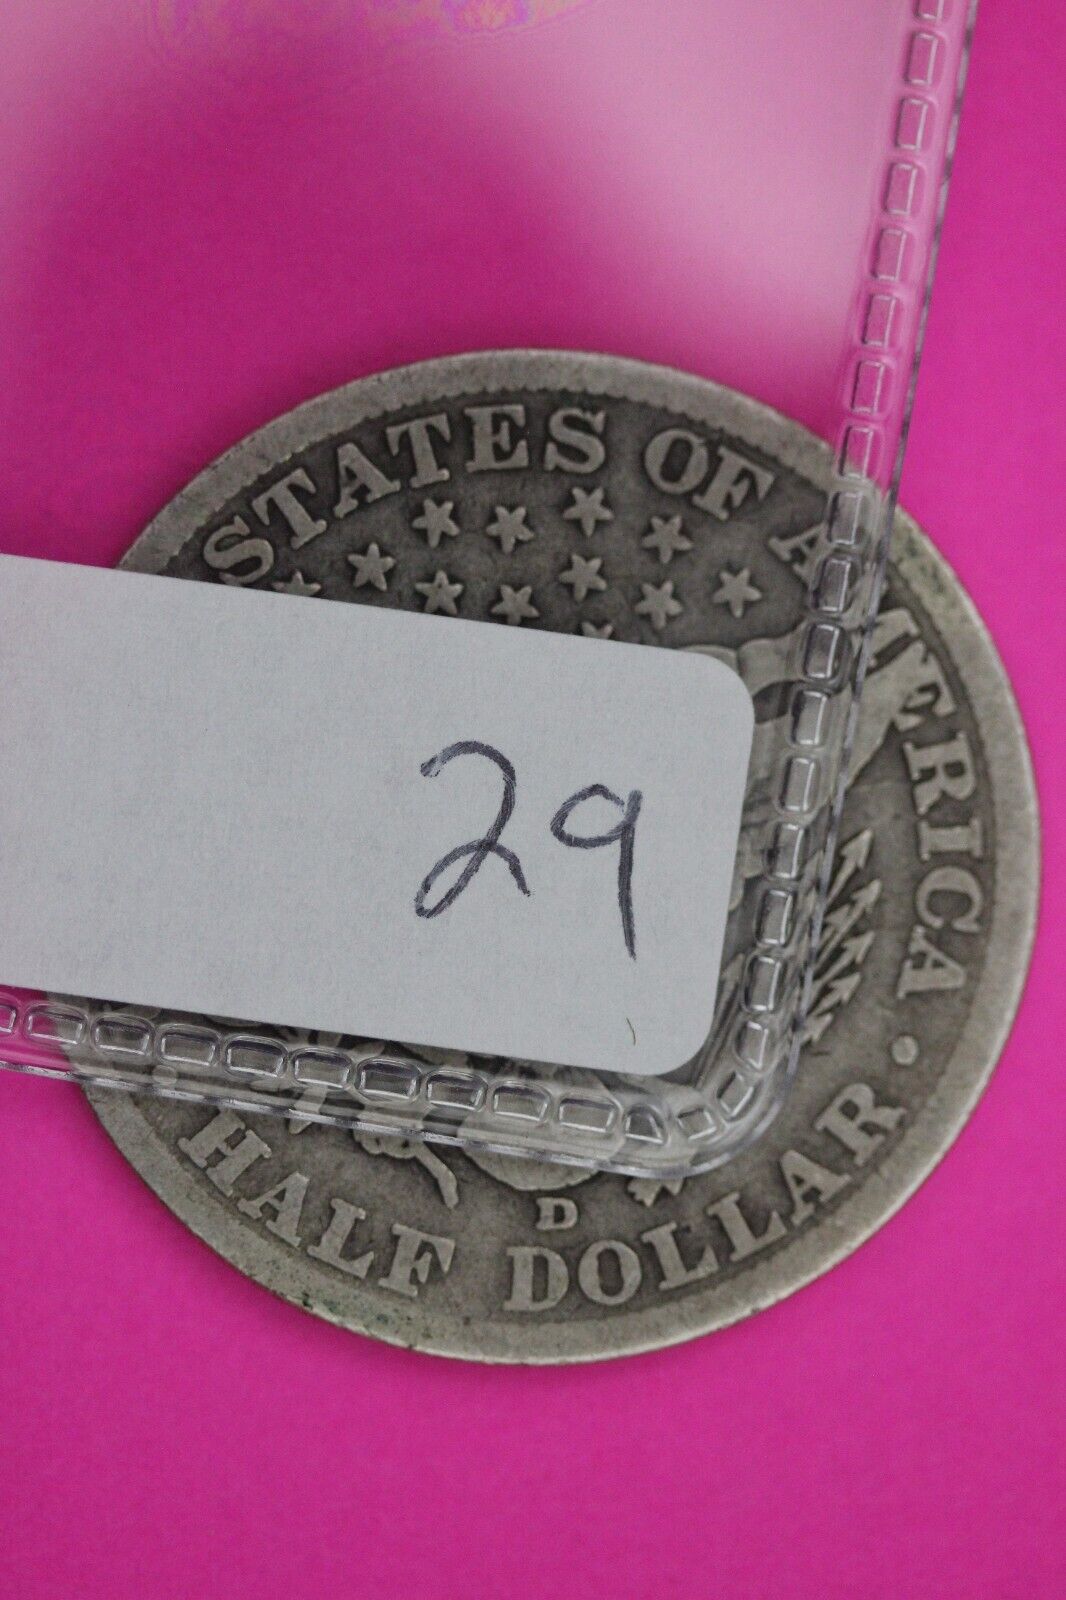 STATES OF AMERICA
29
D
HALF DOLLAR